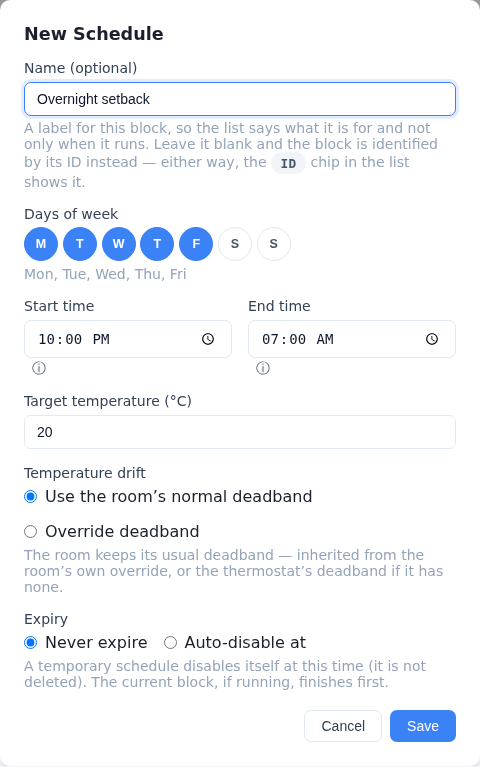 New Schedule
Name (optional)
Overnight setback
A label for this block, so the list says what it is for and not
only when it runs. Leave it blank and the block is identified
by its ID instead — either way, the ID chip in the list
shows it.
Days of week
M T W T F S S
Mon, Tue, Wed, Thu, Fri
Start time End time
10:00 PM 07:00 AM
ⓘ ⓘ
Target temperature (°C)
20
Temperature drift
Use the room’s normal deadband
Override deadband
The room keeps its usual deadband — inherited from the
room’s own override, or the thermostat’s deadband if it has
none.
Expiry
Never expire Auto-disable at
A temporary schedule disables itself at this time (it is not
deleted). The current block, if running, finishes first.
Cancel Save